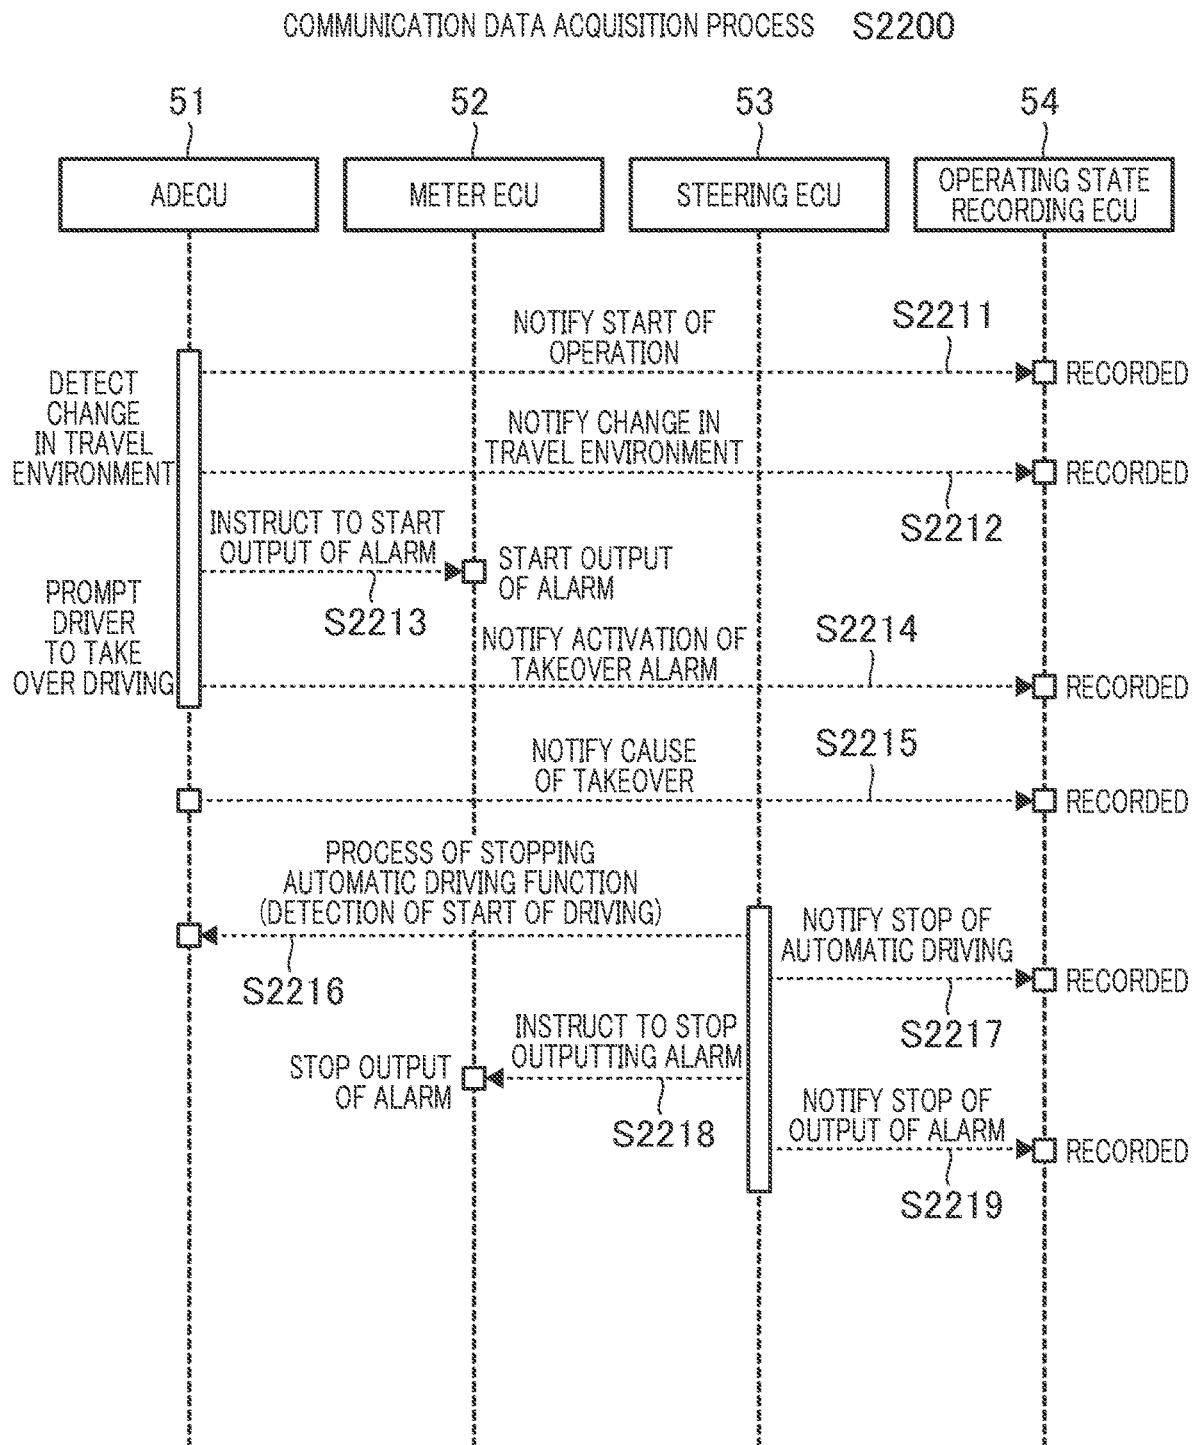 COMMUNICATION DATA ACQUISITION PROCESS S2200
51
52
53
54
ADECU
METER ECU
STEERING ECU
OPERATING STATE
RECORDING ECU
NOTIFY START OF
OPERATION
S2211
RECORDED
DETECT
CHANGE
IN TRAVEL
ENVIRONMENT
NOTIFY CHANGE IN
TRAVEL ENVIRONMENT
RECORDED
S2212
INSTRUCT TO START
OUTPUT OF ALARM
START OUTPUT
OF ALARM
S2213
PROMPT
DRIVER
TO TAKE
OVER DRIVING
NOTIFY ACTIVATION OF
TAKEOVER ALARM
S2214
RECORDED
NOTIFY CAUSE
OF TAKEOVER
S2215
RECORDED
PROCESS OF STOPPING
AUTOMATIC DRIVING FUNCTION
(DETECTION OF START OF DRIVING)
S2216
NOTIFY STOP OF
AUTOMATIC DRIVING
RECORDED
S2217
INSTRUCT TO STOP
OUTPUTTING ALARM
STOP OUTPUT
OF ALARM
S2218
NOTIFY STOP OF
OUTPUT OF ALARM
RECORDED
S2219